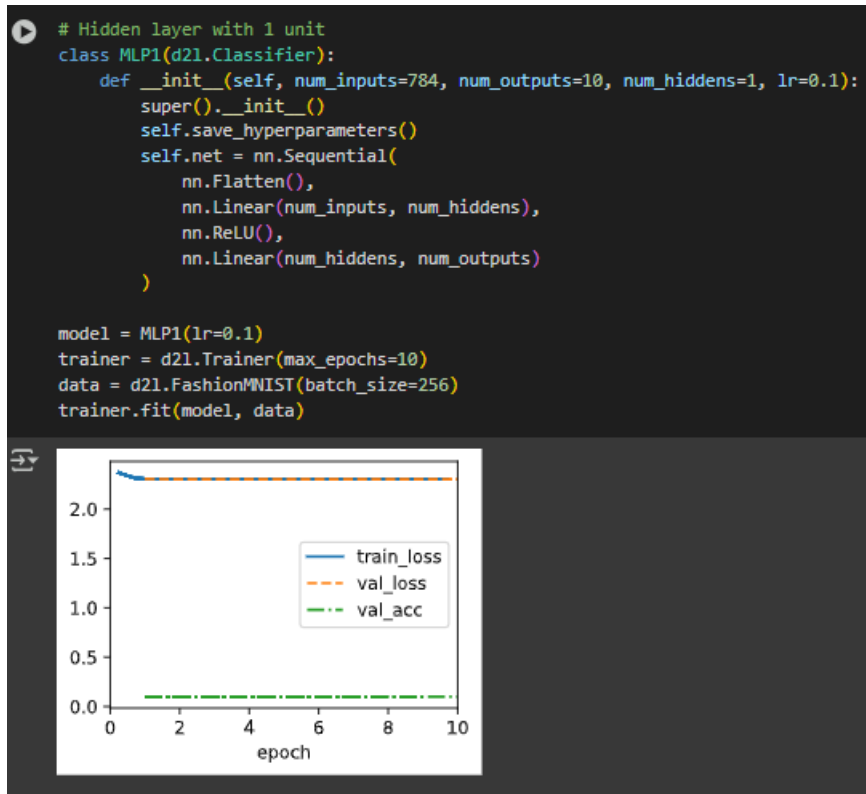 # Hidden layer with 1 unit
class MLP1(d2l.Classifier):
    def __init__(self, num_inputs=784, num_outputs=10, num_hiddens=1, lr=0.1):
        super().__init__()
        self.save_hyperparameters()
        self.net = nn.Sequential(
            nn.Flatten(),
            nn.Linear(num_inputs, num_hiddens),
            nn.ReLU(),
            nn.Linear(num_hiddens, num_outputs)
        )
model = MLP1(lr=0.1)
trainer = d2l.Trainer(max_epochs=10)
data = d2l.FashionMNIST(batch_size=256)
trainer.fit(model, data)
2.0
1.5
1.0
0.5
0.0
train_loss
val_loss
val_acc
0 2 4 6 8 10
epoch